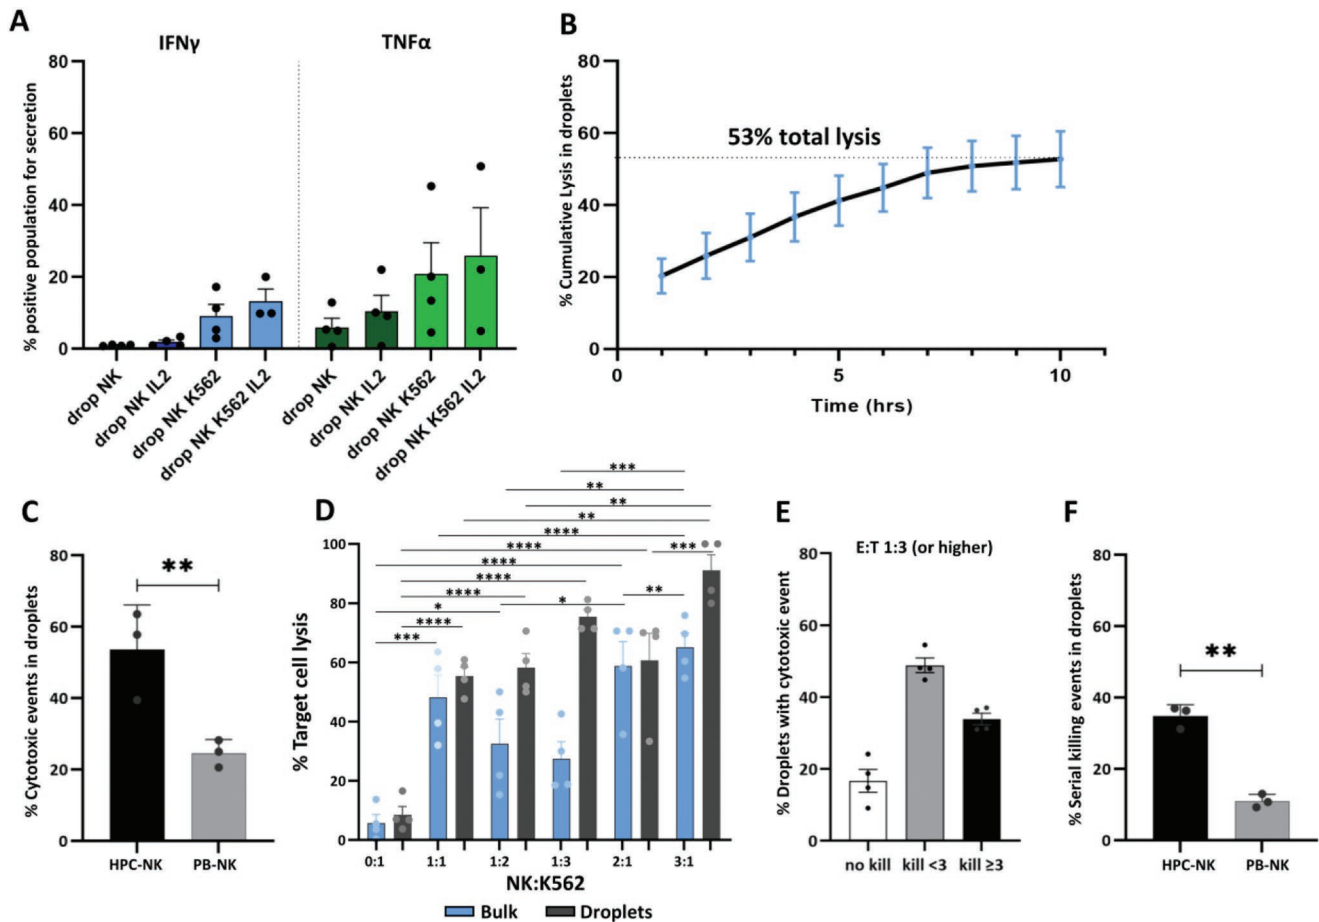 A
IFNγ
TNFα
% positive population for secretion
80
60
40
20
0
drop NK
drop NK IL2
drop NK K562
drop NK K562 IL2
drop NK
drop NK IL2
drop NK K562
drop NK K562 IL2
B
% Cumulative Lysis in droplets
80
60
40
20
0
53% total lysis
0
5
10
Time (hrs)
C
% Cytotoxic events in droplets
80
60
40
20
0
**
HPC-NK
PB-NK
D
% Target cell lysis
100
80
60
40
20
0
***
**
**
**
****
****
***
****
****
**
****
*
*
****
***
0:1
1:1
1:2
1:3
2:1
3:1
NK:K562
Bulk
Droplets
E
E:T 1:3 (or higher)
% Droplets with cytotoxic event
80
60
40
20
0
no kill
kill <3
kill ≥3
F
% Serial killing events in droplets
80
60
40
20
0
**
HPC-NK
PB-NK